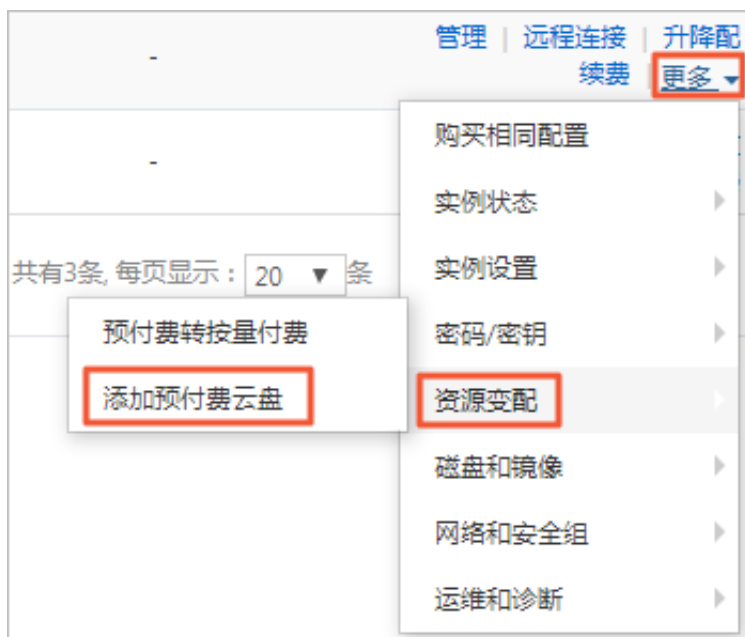 -
管理 | 远程连接 | 升降配
续费 | 更多
购买相同配置
-
实例状态
共有3条, 每页显示： 20 条
实例设置
预付费转按量付费
密码/密钥
添加预付费云盘
资源变配
磁盘和镜像
网络和安全组
运维和诊断